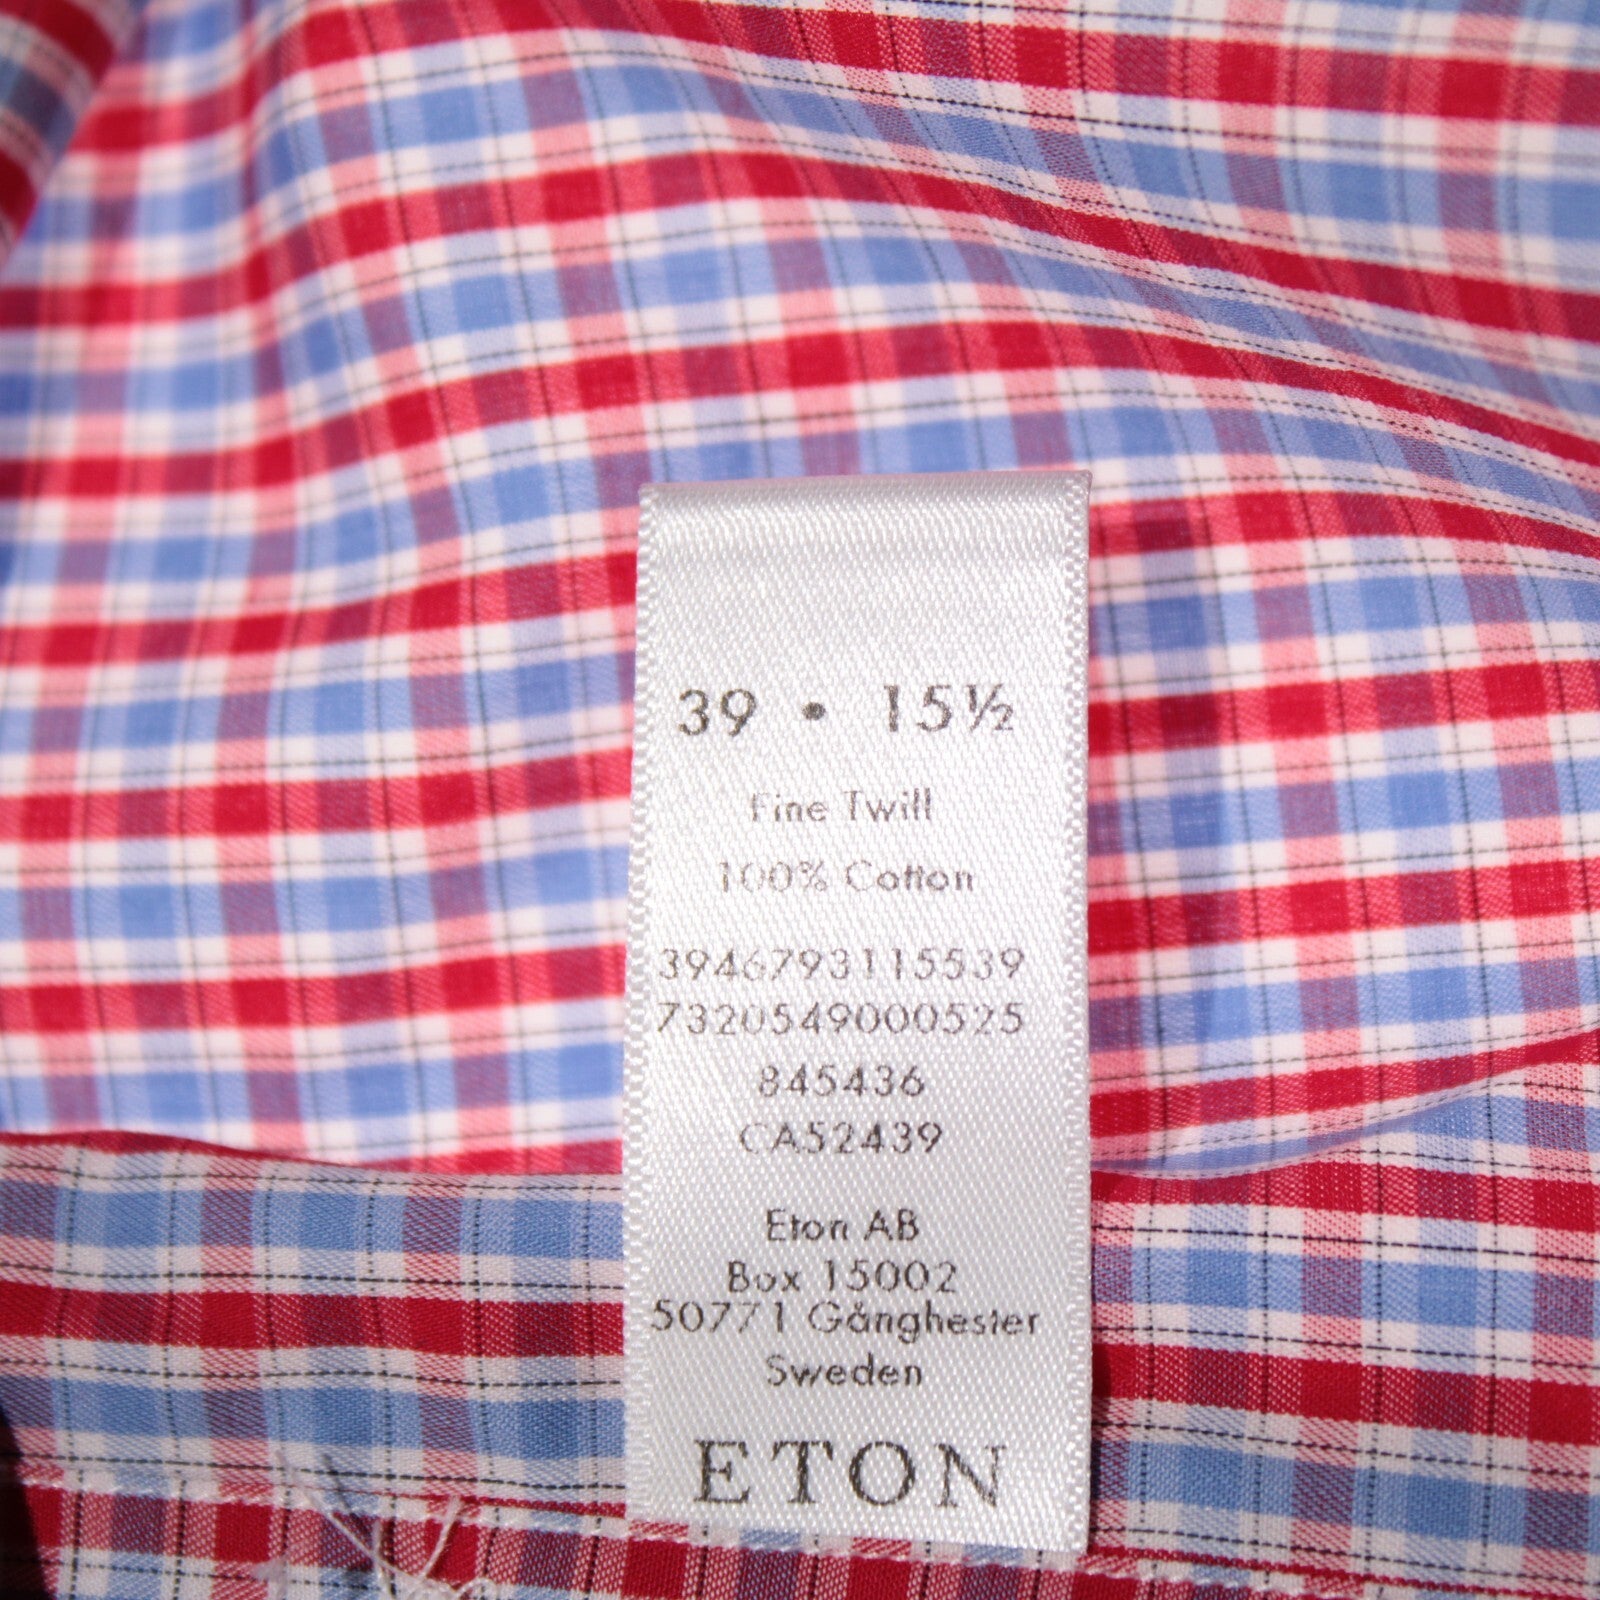 39 • 15½
Fine Twill
100% Cotton
3946793115539
7320549000525
845436
CA52439
Eton AB
Box 15002
50771 Gånghester
Sweden
ETON